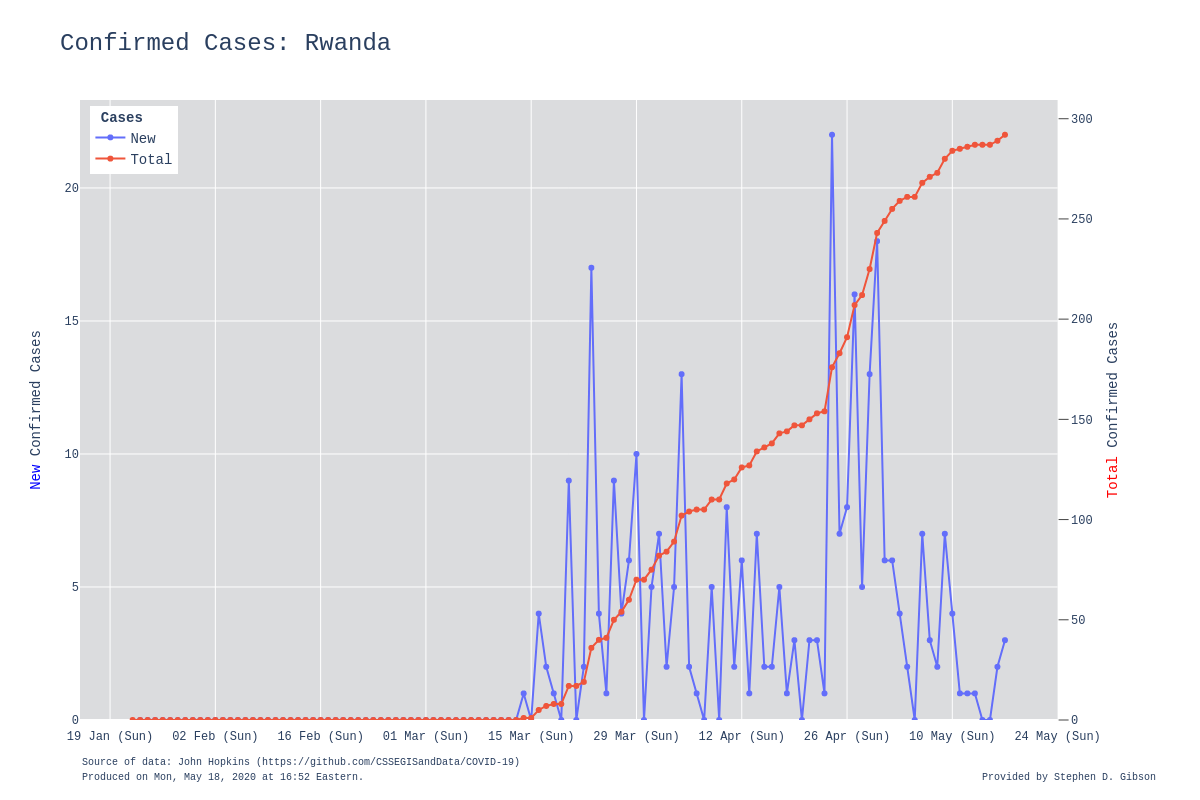 Confirmed Cases: Rwanda
Cases
New
Total
20
15
10
5
0
300
250
200
150
100
50
0
New Confirmed Cases
Total Confirmed Cases
19 Jan (Sun) 02 Feb (Sun) 16 Feb (Sun) 01 Mar (Sun) 15 Mar (Sun) 29 Mar (Sun) 12 Apr (Sun) 26 Apr (Sun) 10 May (Sun) 24 May (Sun)
Source of data: John Hopkins (https://github.com/CSSEGISandData/COVID-19)
Produced on Mon, May 18, 2020 at 16:52 Eastern.
Provided by Stephen D. Gibson